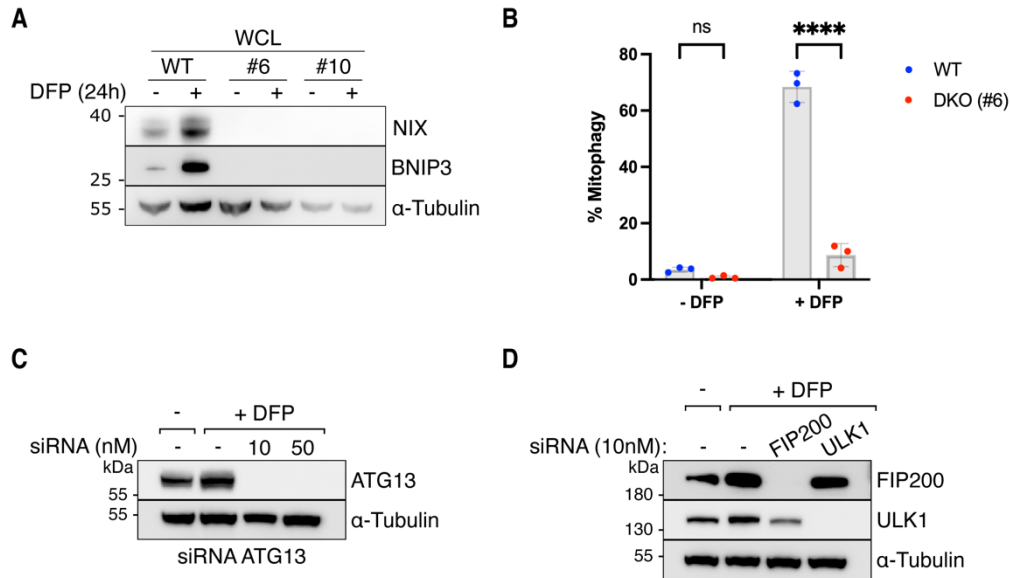 A
WCL
WT #6 #10
DFP (24h) - + - + - +
40 - NIX
BNIP3
25 -
55 - α-Tubulin
B
ns ****
WT
DKO (#6)
% Mitophagy
80
60
40
20
0
- DFP + DFP
C
- + DFP
siRNA (nM) - - 10 50
kDa
ATG13
55 -
55 - α-Tubulin
siRNA ATG13
D
- + DFP
siRNA (10nM): - - FIP200 ULK1
kDa
FIP200
180 -
ULK1
130 -
55 - α-Tubulin